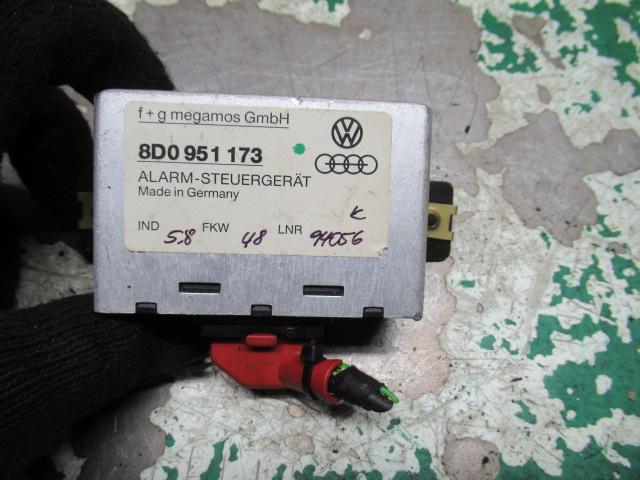 f+g megamos GmbH
8D0 951 173
ALARM-STEUERGERÄT
Made in Germany
K
IND 5.8 FKW 48 LNR 94056